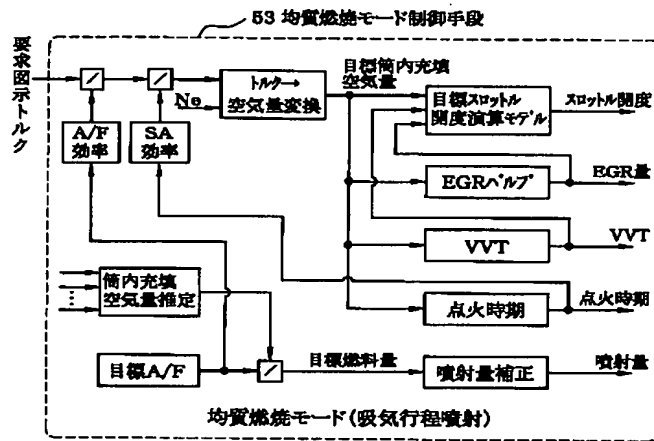 53 均質燃焼モード制御手段
要求図示トルク
Ne
トルク→
空気量変換
目標筒内充填
空気量
目標スロットル
開度演算モデル
スロットル開度
A/F
効率
SA
効率
EGRバルブ
EGR量
VVT
VVT
筒内充填
空気量推定
点火時期
点火時期
目標A/F
目標燃料量
噴射量補正
噴射量
均質燃焼モード(吸気行程噴射)